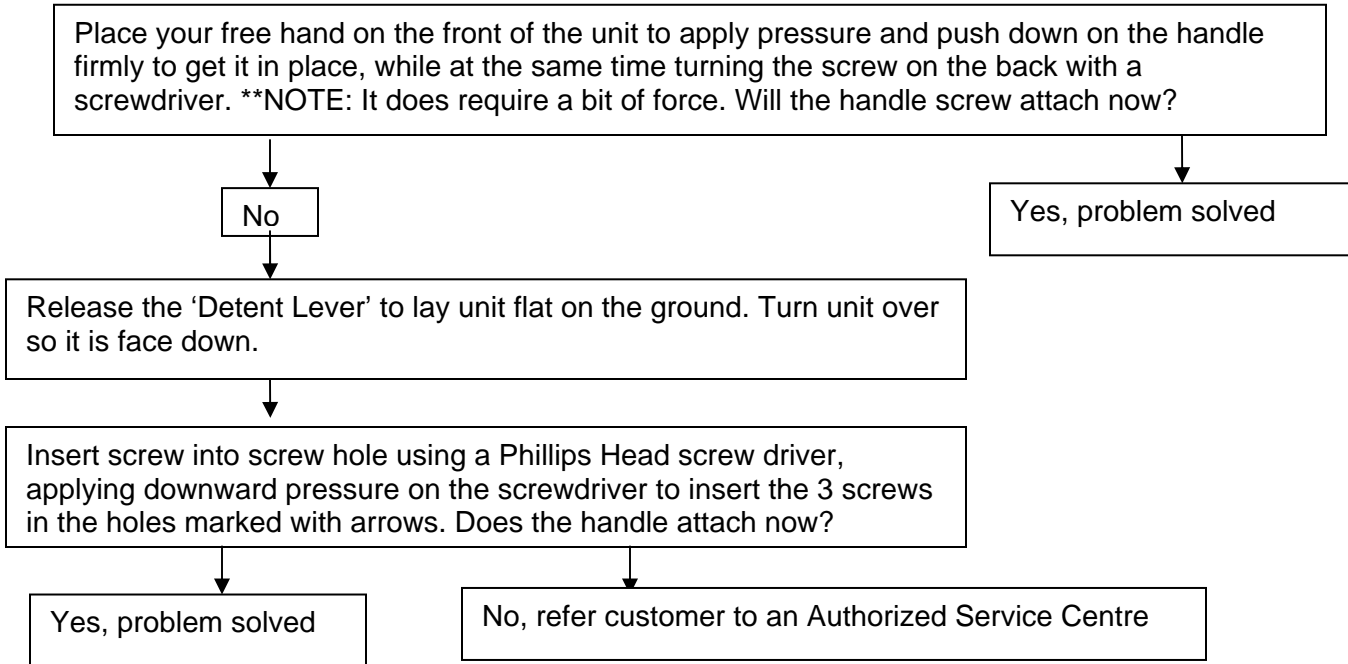 Place your free hand on the front of the unit to apply pressure and push down on the handle
firmly to get it in place, while at the same time turning the screw on the back with a
screwdriver. **NOTE: It does require a bit of force. Will the handle screw attach now?
No
Yes, problem solved
Release the ‘Detent Lever’ to lay unit flat on the ground. Turn unit over
so it is face down.
Insert screw into screw hole using a Phillips Head screw driver,
applying downward pressure on the screwdriver to insert the 3 screws
in the holes marked with arrows. Does the handle attach now?
Yes, problem solved
No, refer customer to an Authorized Service Centre